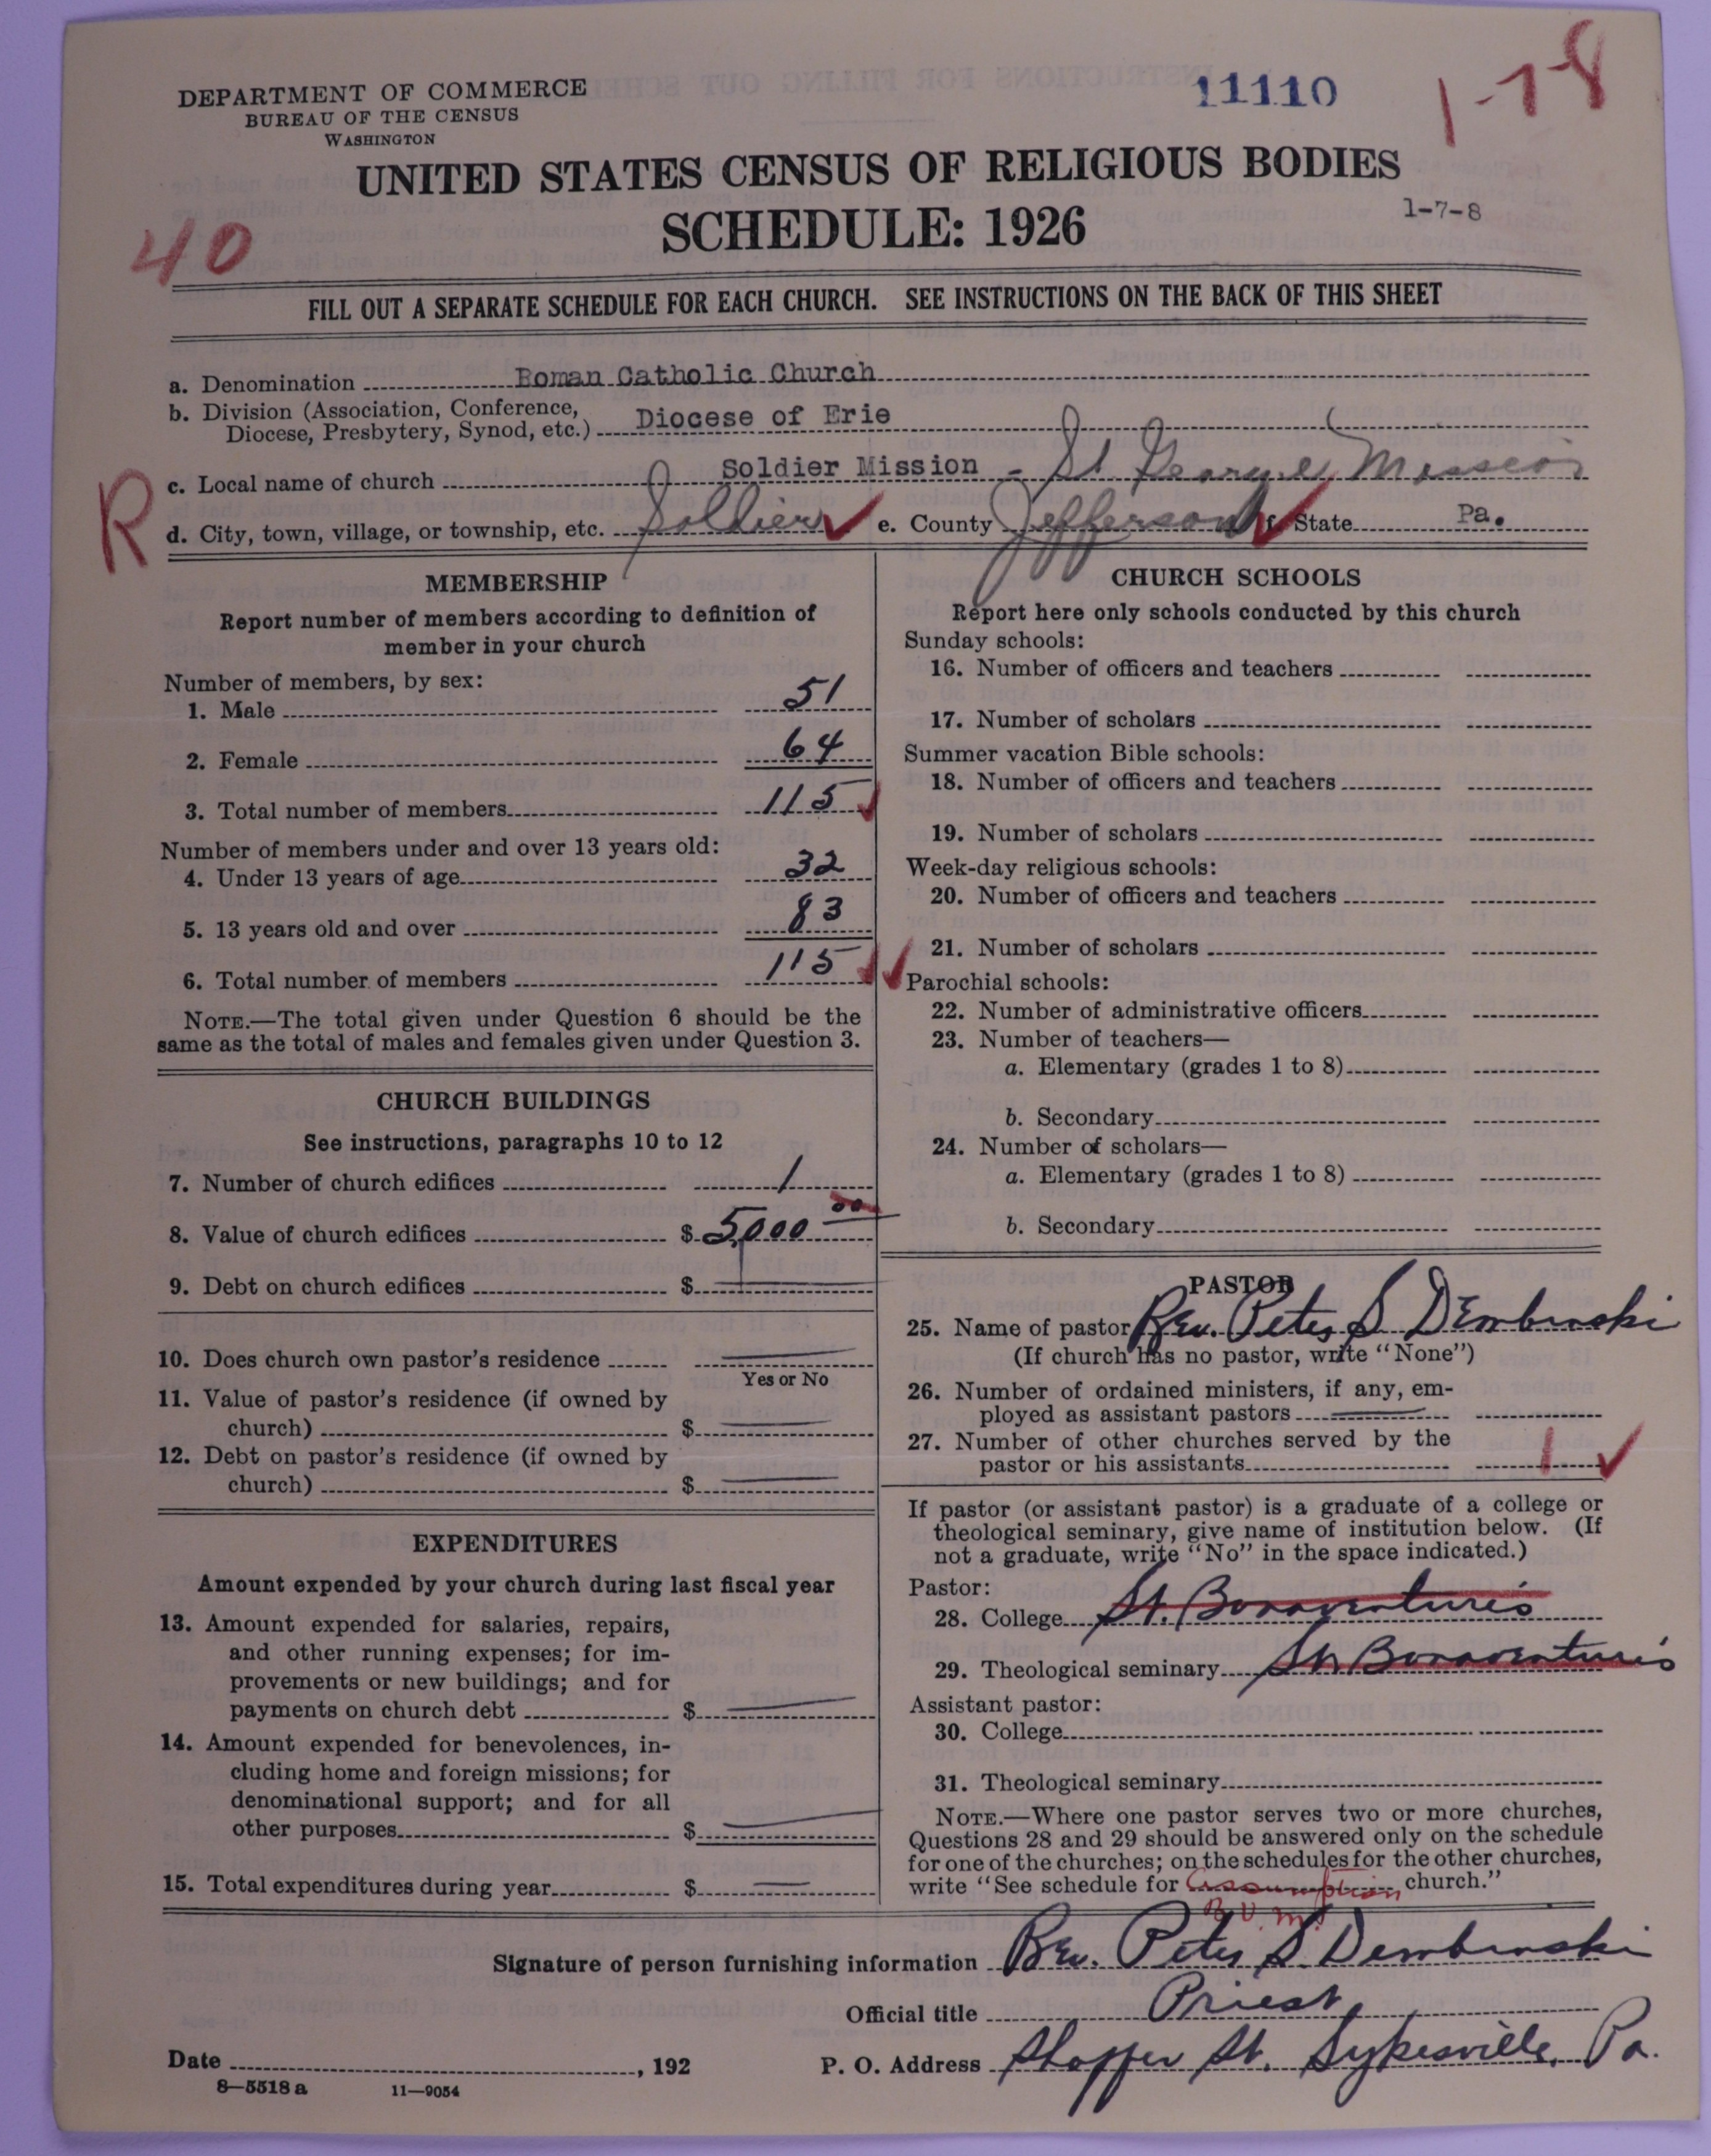 DEPARTMENT OF COMMERCE
BUREAU OF THE CENSUS
WASHINGTON
11110
1-7-8
UNITED STATES CENSUS OF RELIGIOUS BODIES
SCHEDULE: 1926
1-7-8
40
FILL OUT A SEPARATE SCHEDULE FOR EACH CHURCH. SEE INSTRUCTIONS ON THE BACK OF THIS SHEET
a. Denomination Roman Catholic Church
b. Division (Association, Conference,
Diocese, Presbytery, Synod, etc.) Diocese of Erie
R
c. Local name of church Soldier Mission - St. George Mission
d. City, town, village, or township, etc. Soldier ✓ e. County Jefferson ✓ f. State Pa.
MEMBERSHIP
Report number of members according to definition of
member in your church
Number of members, by sex:
1. Male 51
2. Female 64
3. Total number of members 115 ✓
Number of members under and over 13 years old:
4. Under 13 years of age 32
5. 13 years old and over 83
6. Total number of members 115 ✓✓
NOTE.—The total given under Question 6 should be the
same as the total of males and females given under Question 3.
CHURCH BUILDINGS
See instructions, paragraphs 10 to 12
7. Number of church edifices 1
8. Value of church edifices $ 5,000 00
9. Debt on church edifices $ —
10. Does church own pastor's residence —
Yes or No
11. Value of pastor's residence (if owned by
church) $ —
12. Debt on pastor's residence (if owned by
church) $ —
EXPENDITURES
Amount expended by your church during last fiscal year
13. Amount expended for salaries, repairs,
and other running expenses; for im-
provements or new buildings; and for
payments on church debt $ —
14. Amount expended for benevolences, in-
cluding home and foreign missions; for
denominational support; and for all
other purposes $ —
15. Total expenditures during year $ —
CHURCH SCHOOLS
Report here only schools conducted by this church
Sunday schools:
16. Number of officers and teachers
17. Number of scholars
Summer vacation Bible schools:
18. Number of officers and teachers
19. Number of scholars
Week-day religious schools:
20. Number of officers and teachers
21. Number of scholars
Parochial schools:
22. Number of administrative officers
23. Number of teachers—
a. Elementary (grades 1 to 8)
b. Secondary
24. Number of scholars—
a. Elementary (grades 1 to 8)
b. Secondary
PASTOR
25. Name of pastor Rev. Peter S Dembinski
(If church has no pastor, write "None")
26. Number of ordained ministers, if any, em-
ployed as assistant pastors —
27. Number of other churches served by the
pastor or his assistants 1 ✓
If pastor (or assistant pastor) is a graduate of a college or
theological seminary, give name of institution below. (If
not a graduate, write "No" in the space indicated.)
Pastor:
28. College St. Bonaventure's
29. Theological seminary St. Bonaventure's
Assistant pastor:
30. College
31. Theological seminary
NOTE.—Where one pastor serves two or more churches,
Questions 28 and 29 should be answered only on the schedule
for one of the churches; on the schedules for the other churches,
write "See schedule for Assumption church."
B. V. M.
Signature of person furnishing information Rev. Peter S. Dembinski
Official title Priest
Date , 192
P. O. Address Shaffer St. Sykesville, Pa.
8—5518 a 11—9054